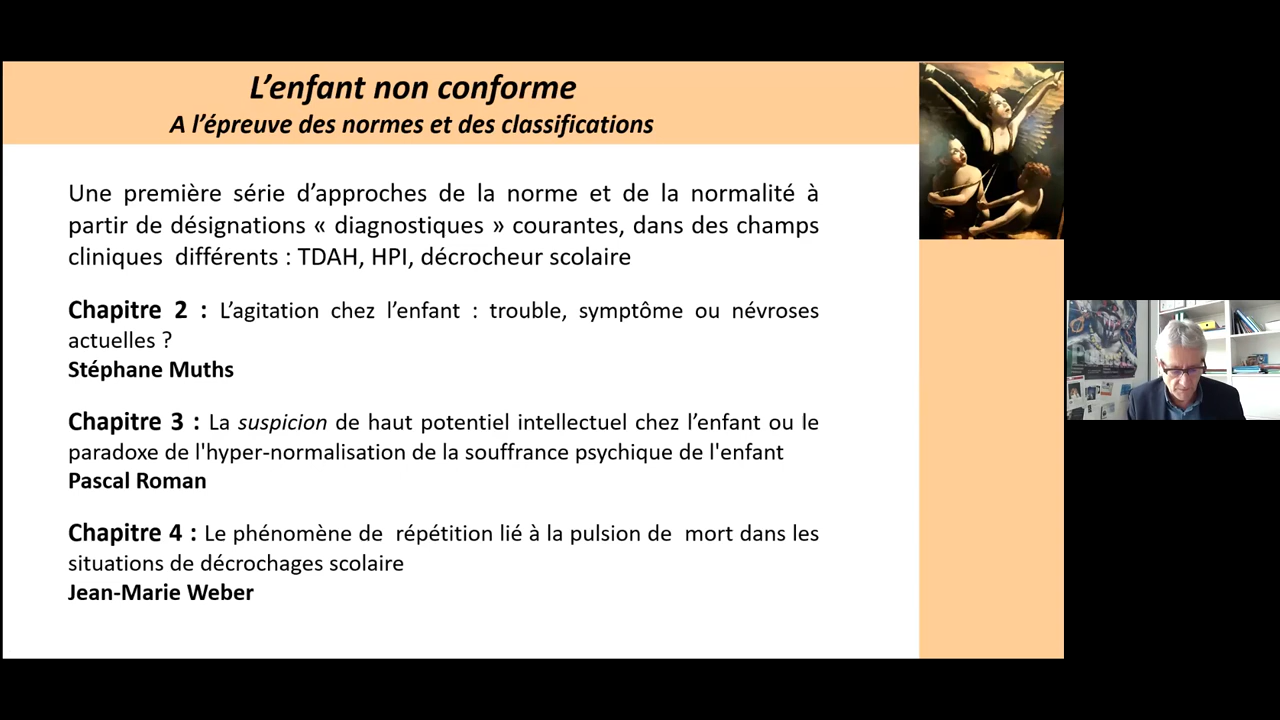 L'enfant non conforme
A l'épreuve des normes et des classifications
Une première série d'approches de la norme et de la normalité à
partir de désignations « diagnostiques » courantes, dans des champs
cliniques différents : TDAH, HPI, décrocheur scolaire
Chapitre 2 : L'agitation chez l'enfant : trouble, symptôme ou névroses
actuelles ?
Stéphane Muths
Chapitre 3 : La suspicion de haut potentiel intellectuel chez l'enfant ou le
paradoxe de l'hyper-normalisation de la souffrance psychique de l'enfant
Pascal Roman
Chapitre 4 : Le phénomène de répétition lié à la pulsion de mort dans les
situations de décrochages scolaire
Jean-Marie Weber